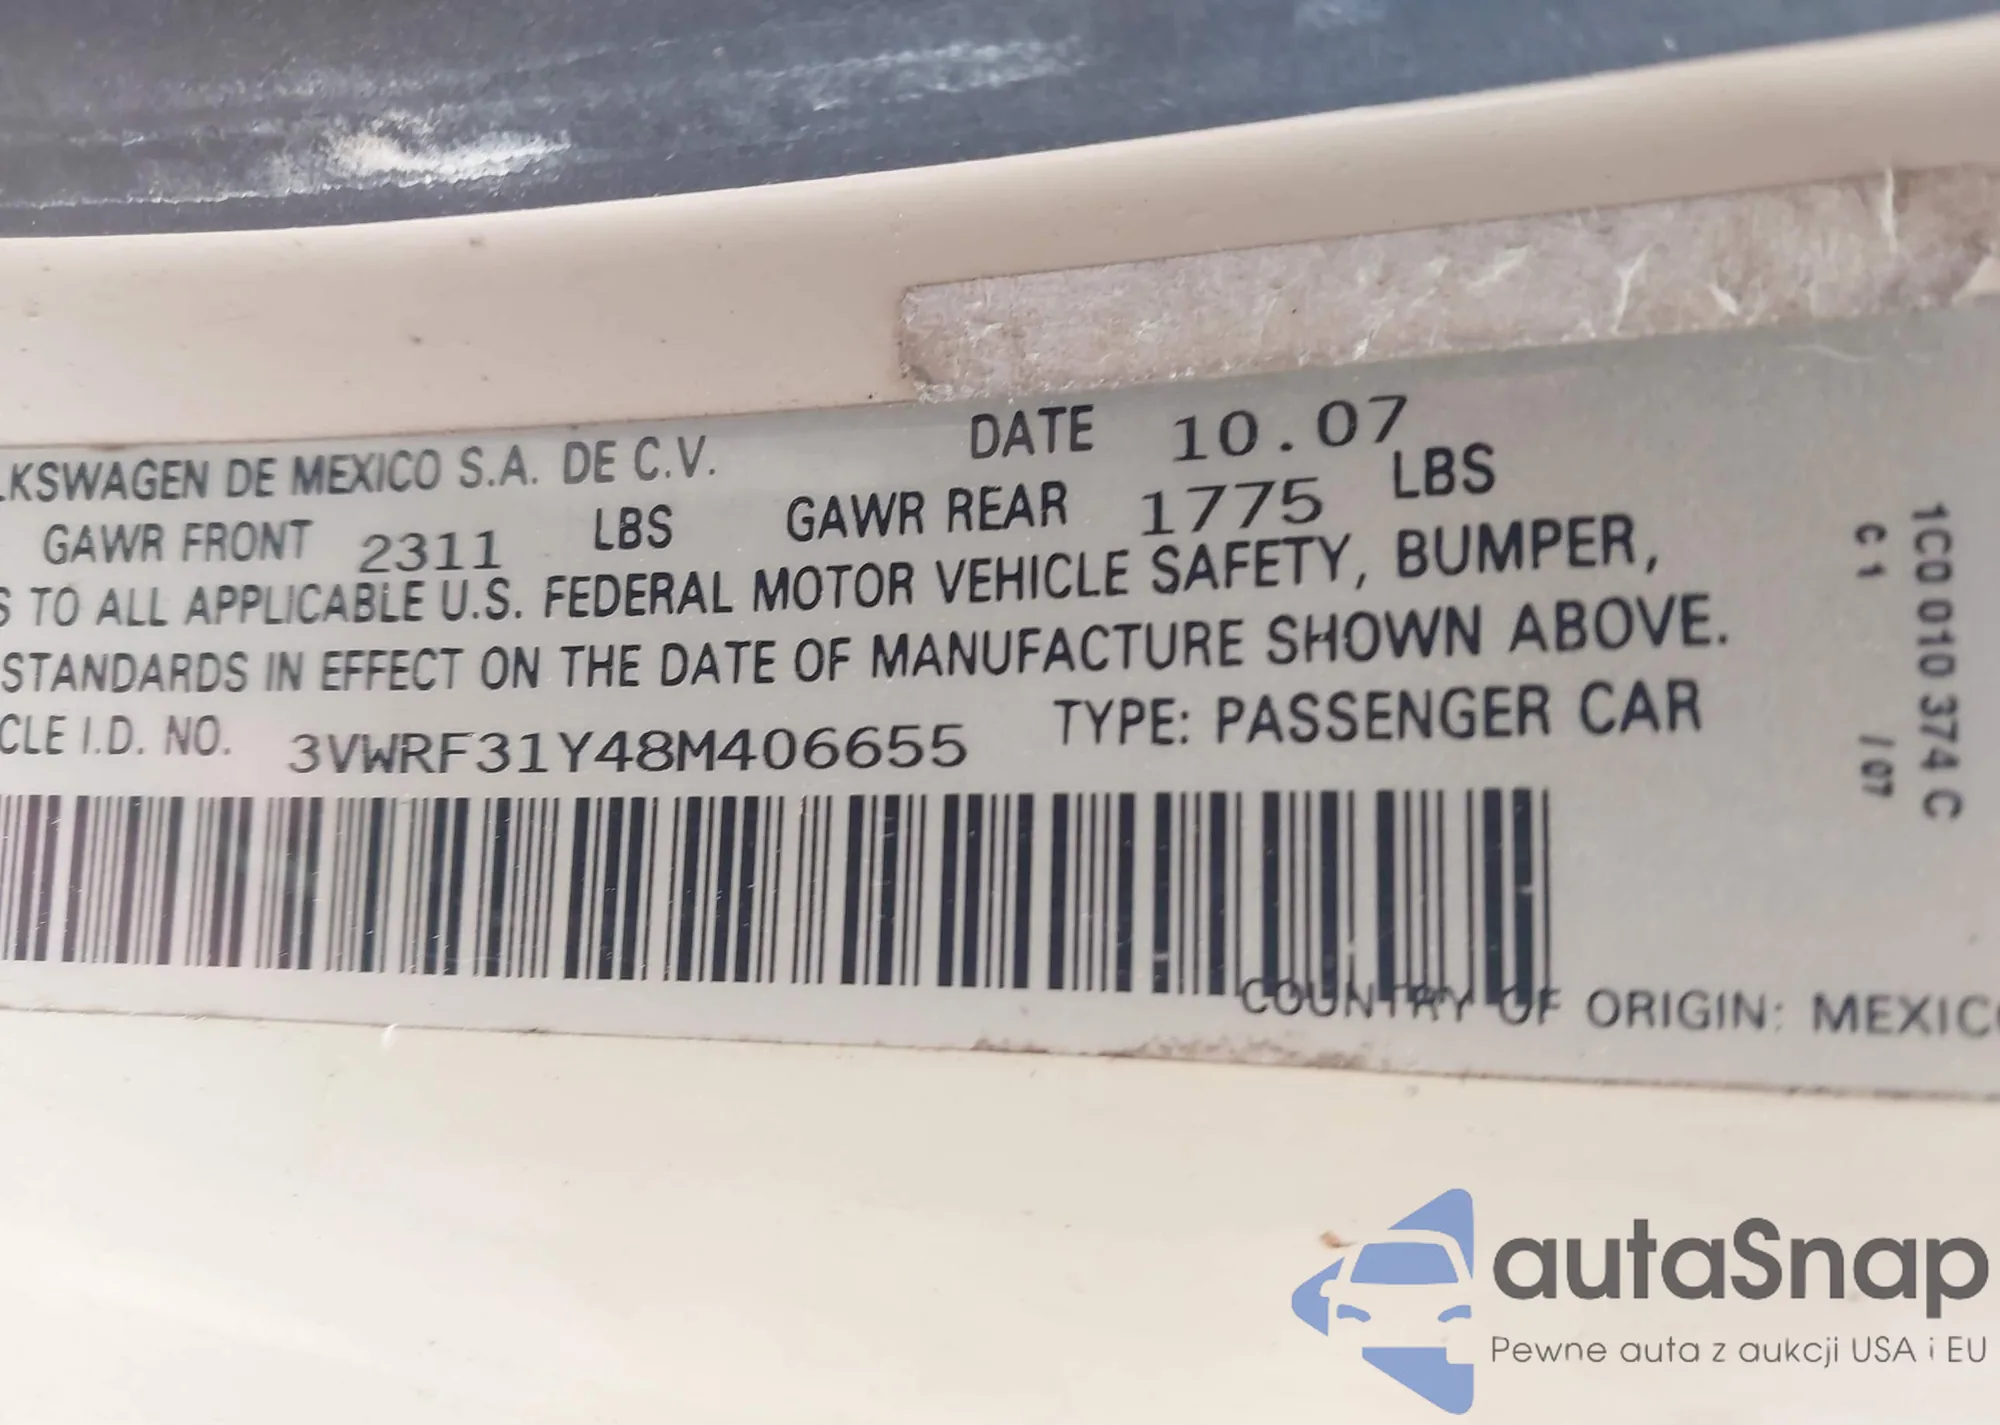 LKSWAGEN DE MEXICO S.A. DE C.V. DATE 10.07
GAWR FRONT 2311 LBS GAWR REAR 1775 LBS
S TO ALL APPLICABLE U.S. FEDERAL MOTOR VEHICLE SAFETY, BUMPER,
STANDARDS IN EFFECT ON THE DATE OF MANUFACTURE SHOWN ABOVE.
CLE I.D. NO. 3VWRF31Y48M406655 TYPE: PASSENGER CAR
COUNTRY OF ORIGIN: MEXICO
1C0 010 374 C
C1 /07
autaSnap
Pewne auta z aukcji USA i EU